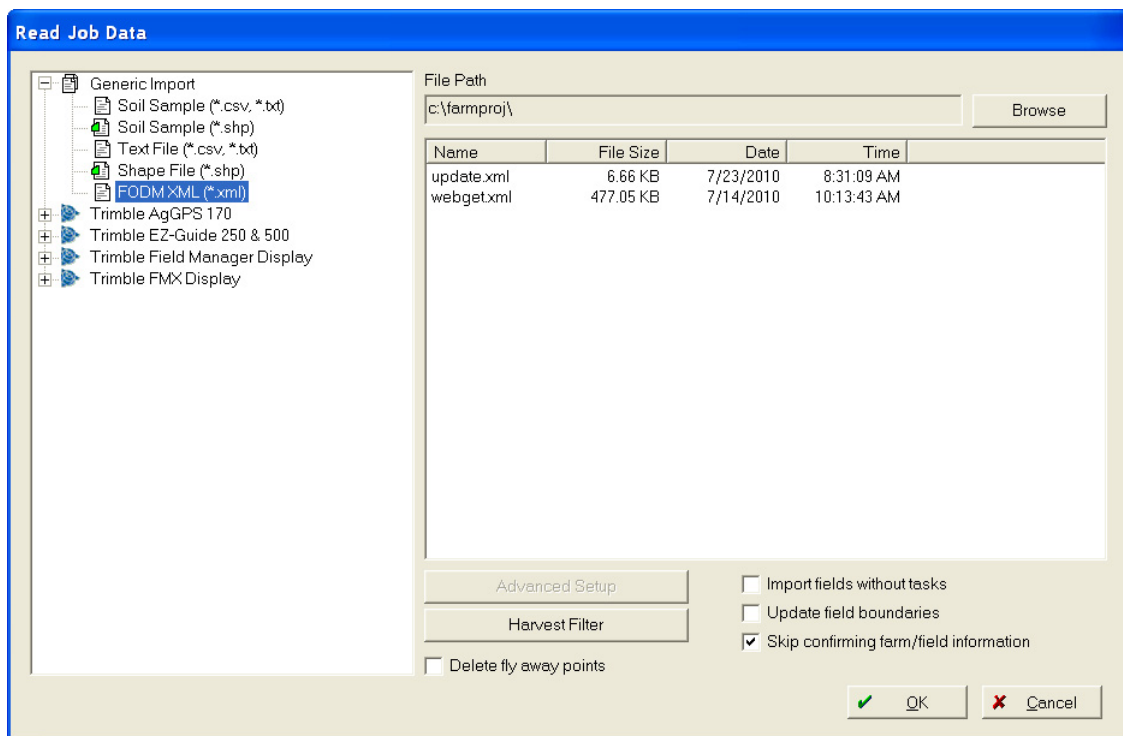 Read Job Data
Generic Import
Soil Sample (*.csv, *.txt)
Soil Sample (*.shp)
Text File (*.csv, *.txt)
Shape File (*.shp)
FODM XML (*.xml)
Trimble AgGPS 170
Trimble EZ-Guide 250 & 500
Trimble Field Manager Display
Trimble FMX Display
File Path
c:\farmproj\
Browse
Name File Size Date Time
update.xml 6.66 KB 7/23/2010 8:31:09 AM
webget.xml 477.05 KB 7/14/2010 10:13:43 AM
Advanced Setup
Harvest Filter
Delete fly away points
Import fields without tasks
Update field boundaries
Skip confirming farm/field information
OK Cancel